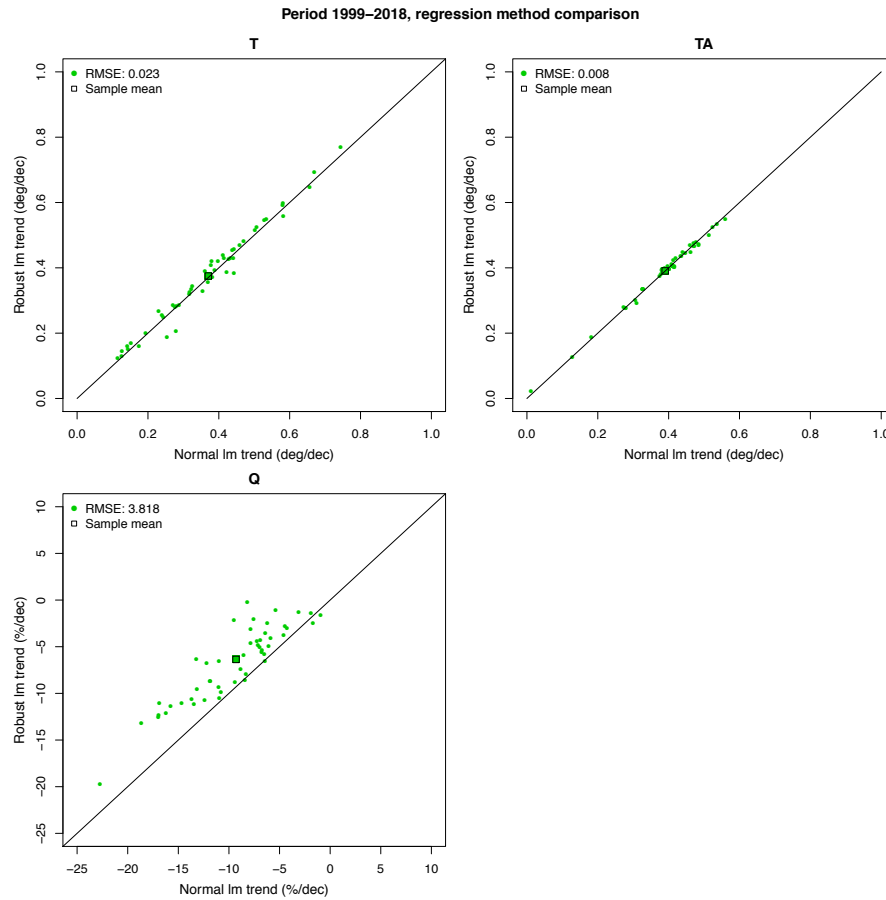 Period 1999–2018, regression method comparison
T
RMSE: 0.023
Sample mean
1.0
0.8
0.6
0.4
0.2
0.0
Robust lm trend (deg/dec)
0.0 0.2 0.4 0.6 0.8 1.0
Normal lm trend (deg/dec)
TA
RMSE: 0.008
Sample mean
1.0
0.8
0.6
0.4
0.2
0.0
Robust lm trend (deg/dec)
0.0 0.2 0.4 0.6 0.8 1.0
Normal lm trend (deg/dec)
Q
RMSE: 3.818
Sample mean
10
5
0
−5
−10
−15
−20
−25
Robust lm trend (%/dec)
−25 −20 −15 −10 −5 0 5 10
Normal lm trend (%/dec)